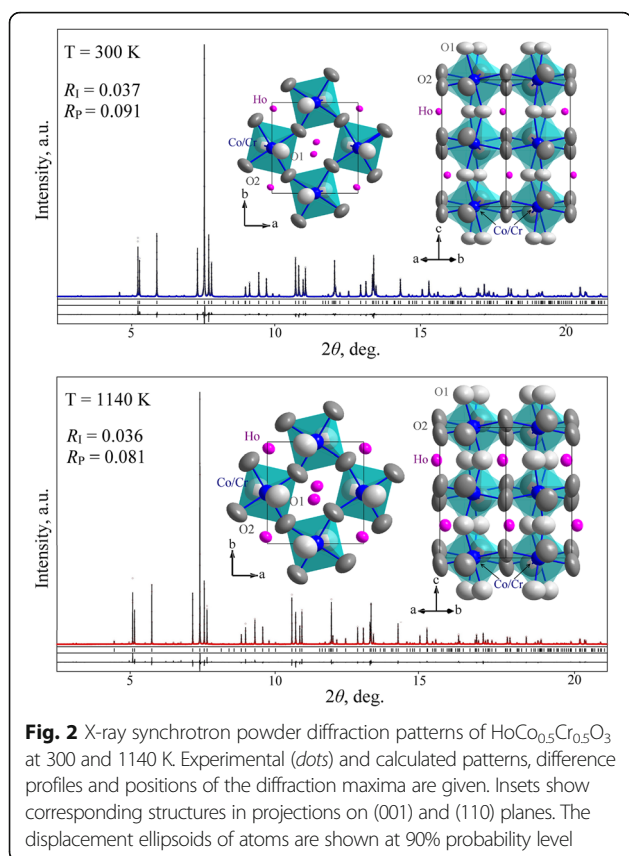 T = 300 K
R_I = 0.037
R_P = 0.091
Intensity, a.u.
Ho
Co/Cr
O1
O2
b
a
O1
O2
Ho
Co/Cr
c
a b
5 10 15 20
2θ, deg.
T = 1140 K
R_I = 0.036
R_P = 0.081
Intensity, a.u.
Ho
Co/Cr
O1
O2
b
a
O1
O2
Ho
Co/Cr
c
a b
5 10 15 20
2θ, deg.
Fig. 2 X-ray synchrotron powder diffraction patterns of HoCo0.5Cr0.5O3
at 300 and 1140 K. Experimental (dots) and calculated patterns, difference
profiles and positions of the diffraction maxima are given. Insets show
corresponding structures in projections on (001) and (110) planes. The
displacement ellipsoids of atoms are shown at 90% probability level